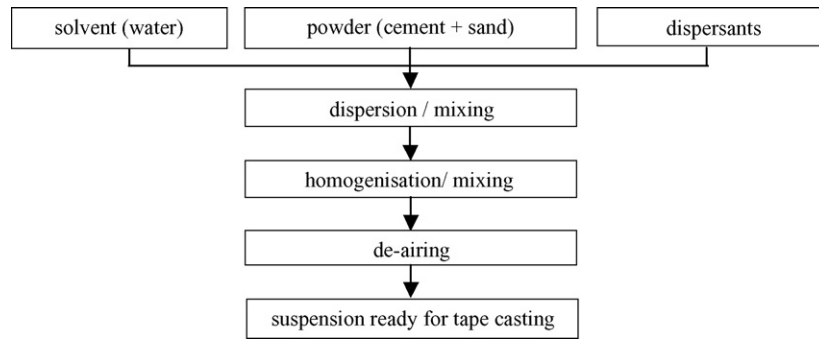 solvent (water)
powder (cement + sand)
dispersants
dispersion / mixing
homogenisation/ mixing
de-airing
suspension ready for tape casting